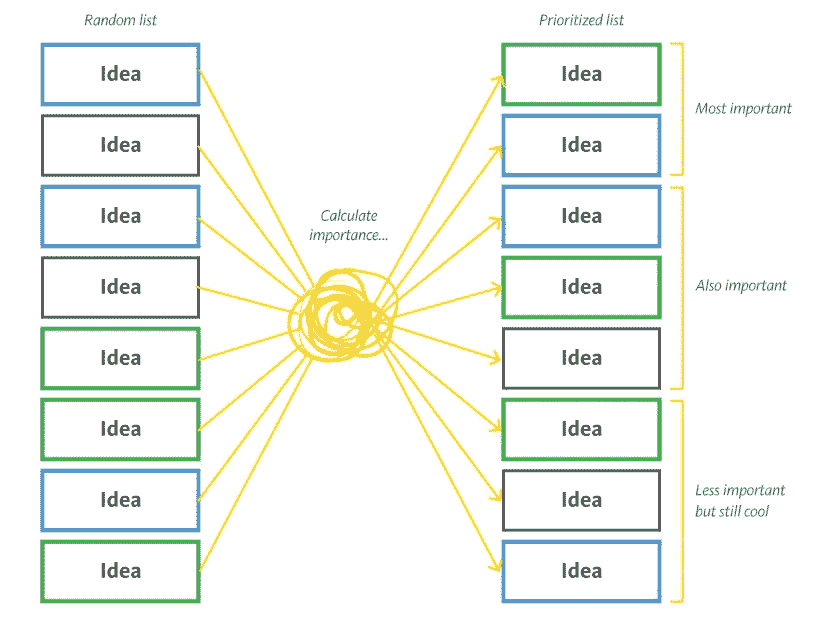 Random list
Prioritized list
Idea
Idea
Idea
Idea
Idea
Idea
Idea
Idea
Calculate
importance...
Idea
Idea
Idea
Idea
Idea
Idea
Idea
Idea
Most important
Also important
Less important
but still cool